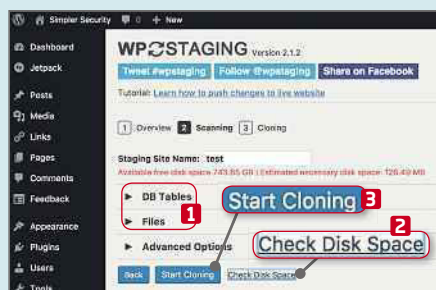 Simpler Security
+ New
Dashboard
Jetpack
Posts
Media
Links
Pages
Comments
Feedback
Appearance
Plugins
Users
Tools
WPSTAGING Version 2.1.2
Tweet #wpstaging Follow @wpstaging Share on Facebook
Tutorial: Learn how to push changes to live website
1 Overview 2 Scanning 3 Cloning
Staging Site Name: test
Available free disk space 743.85 GB | Estimated necessary disk space: 126.49 MB
DB Tables
Files
1
Start Cloning 3
Advanced Options
Check Disk Space 2
Back Start Cloning Check Disk Space